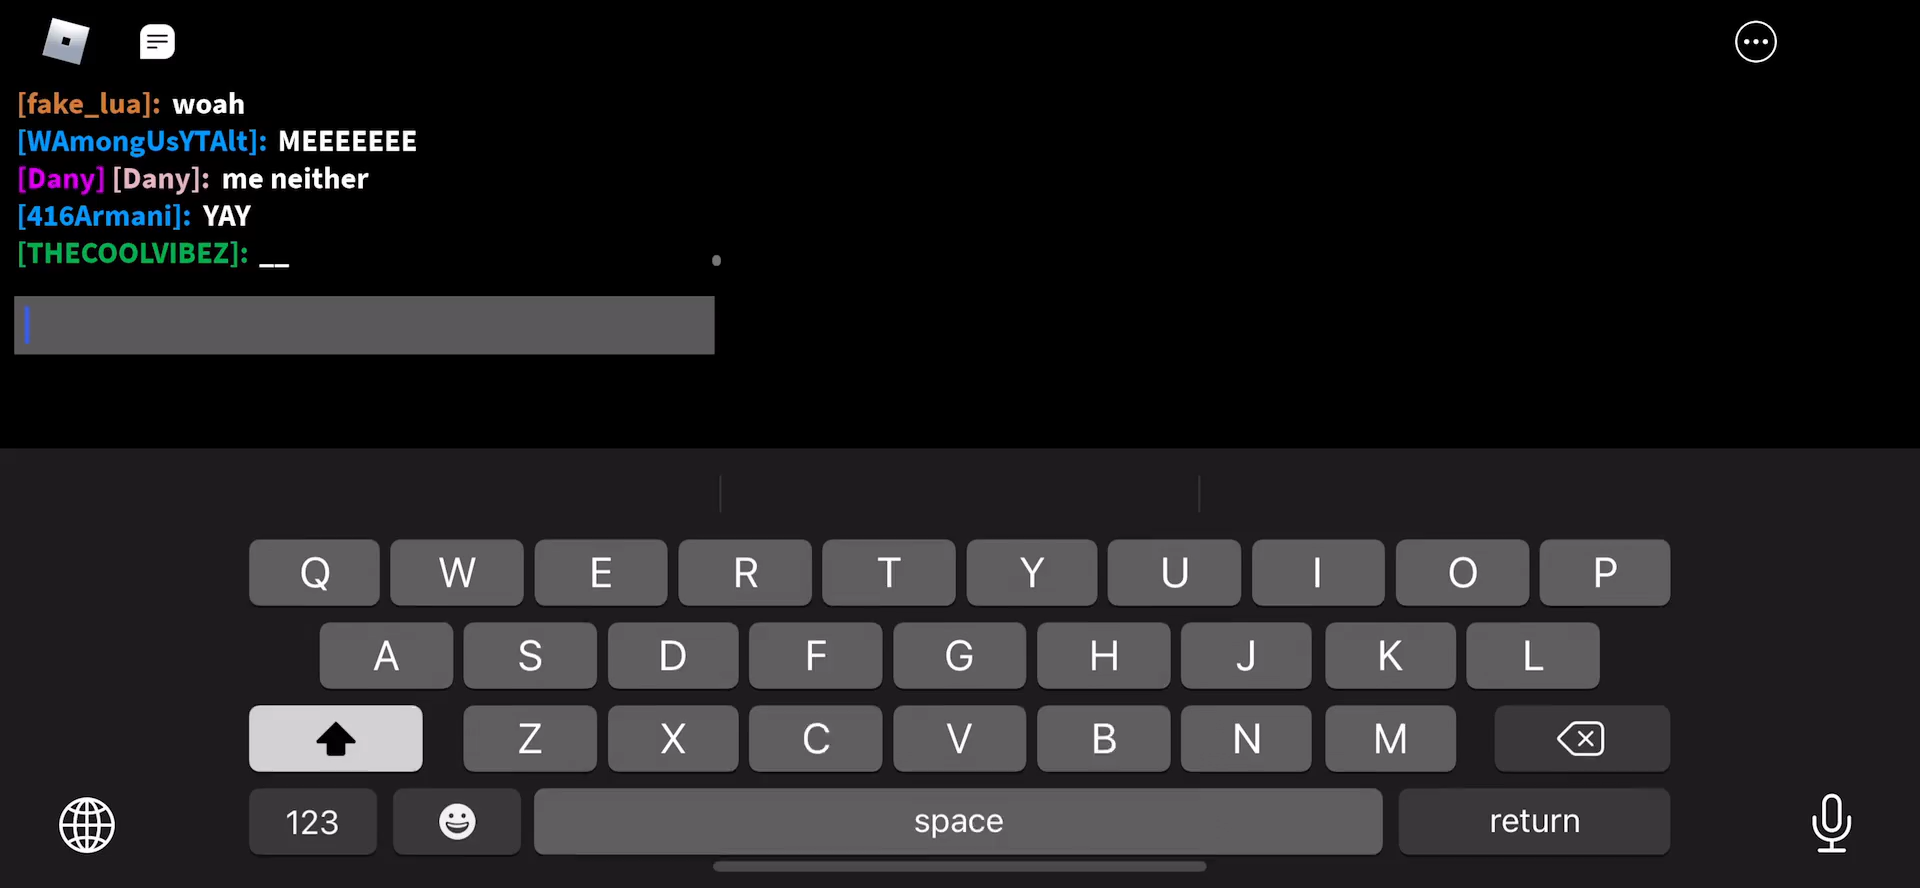 [fake_lua]: woah
[WAmongUsYTAlt]: MEEEEEEE
[Dany] [Dany]: me neither
[416Armani]: YAY
[THECOOLVIBEZ]: __
Q W E R T Y U I O P
A S D F G H J K L
Z X C V B N M
123 space return